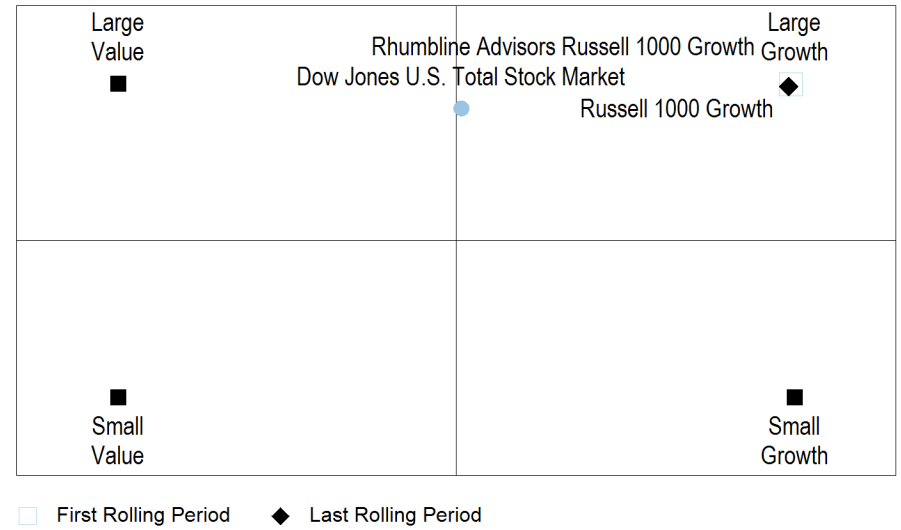 Large
Value
Large
Growth
Rhumbline Advisors Russell 1000 Growth
Dow Jones U.S. Total Stock Market
Russell 1000 Growth
Small
Value
Small
Growth
First Rolling Period
Last Rolling Period